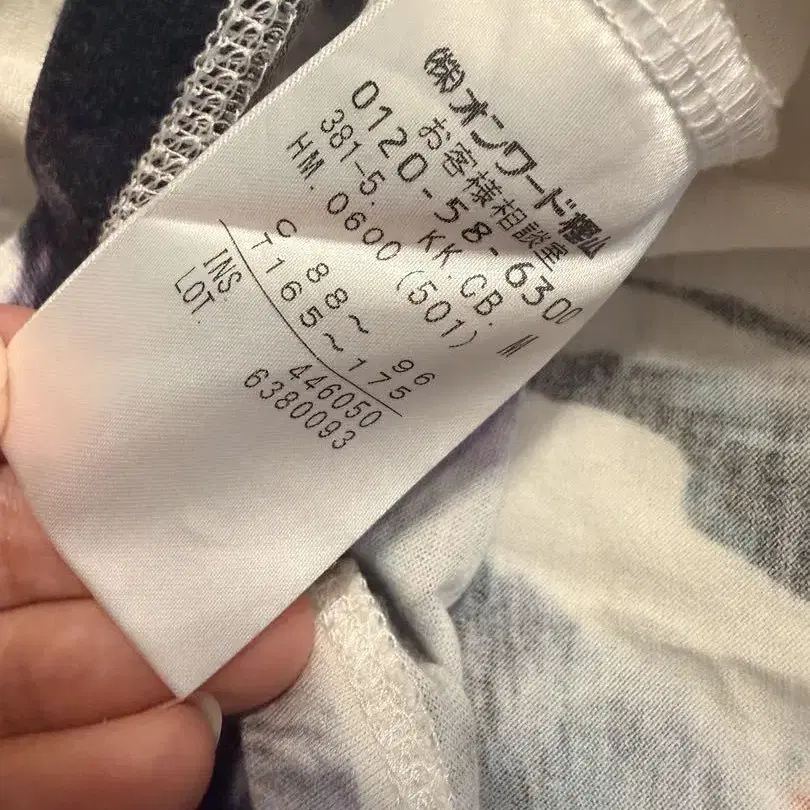 (株)オンワード樫山
お客様相談室
0120-58-6300
381-5. KK.CB. M
HM. 0600 (501)
C 88~ 96
T165~175
INS. 446050
LOT. 6380093